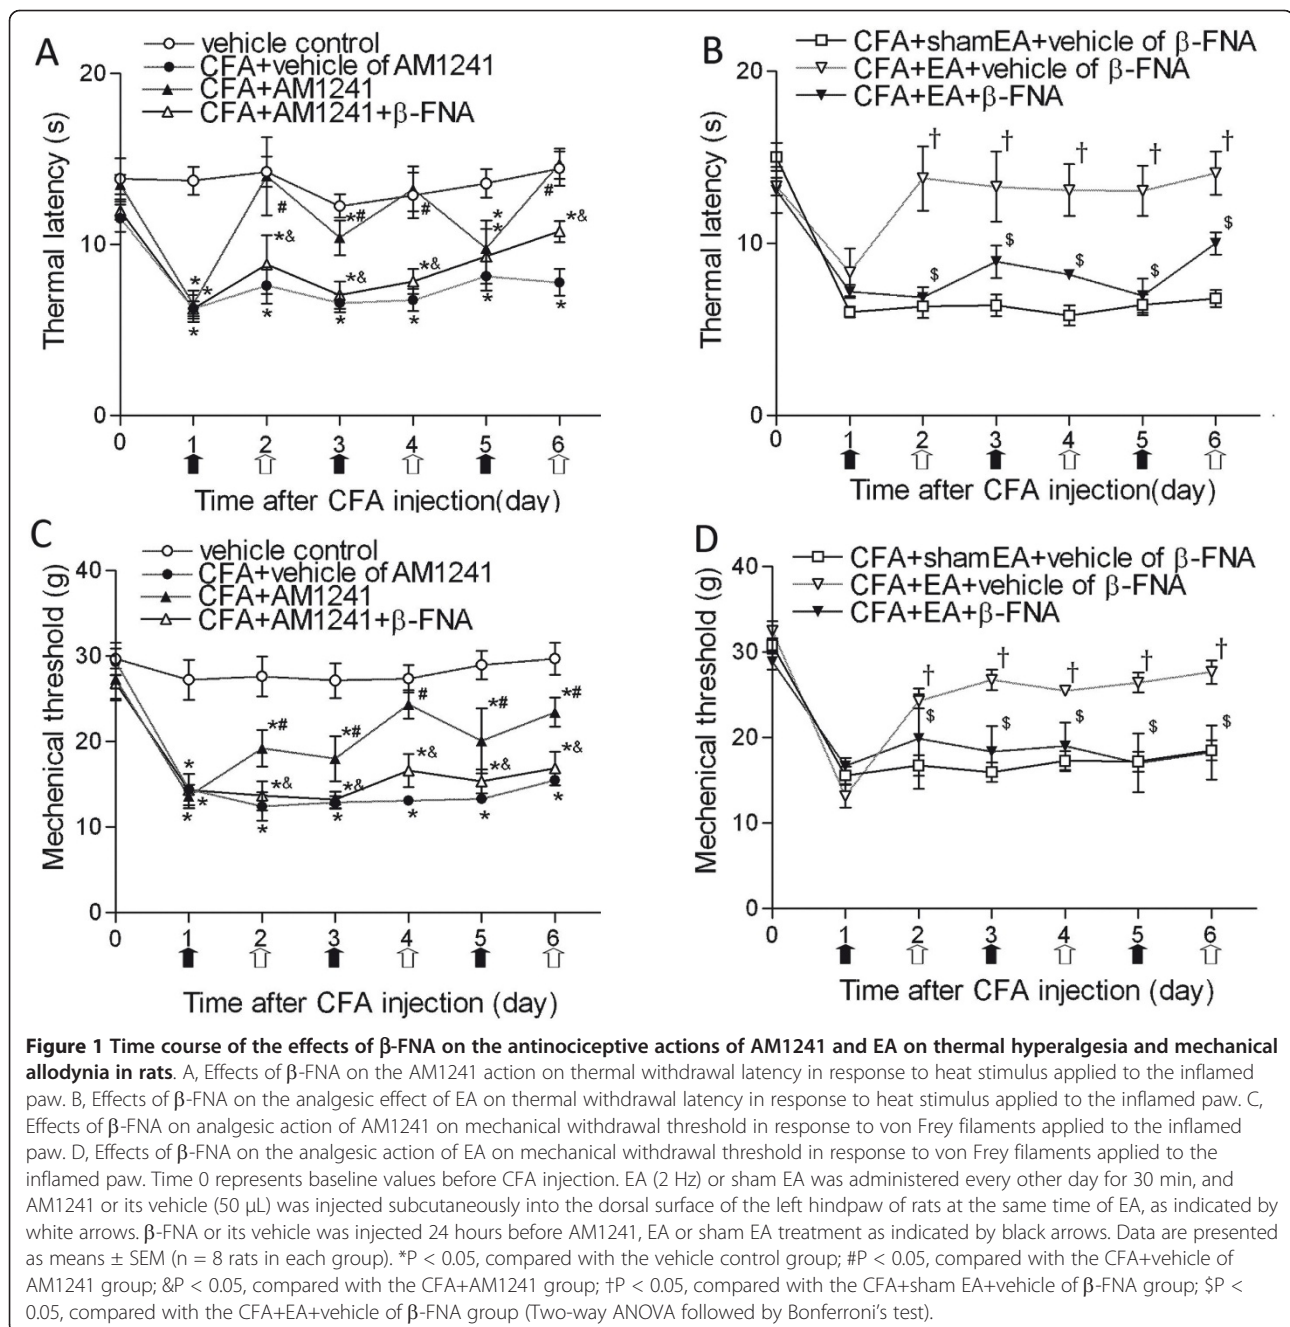 A
vehicle control
CFA+vehicle of AM1241
CFA+AM1241
CFA+AM1241+β-FNA
Thermal latency (s)
20
10
0
# *# # * * #
*& *& *& *&
* *
* * * * * *
0 1 2 3 4 5 6
Time after CFA injection(day)
B
CFA+shamEA+vehicle of β-FNA
CFA+EA+vehicle of β-FNA
CFA+EA+β-FNA
Thermal latency (s)
20
10
0
† † † † †
$ $ $ $ $
0 1 2 3 4 5 6
Time after CFA injection(day)
C
vehicle control
CFA+vehicle of AM1241
CFA+AM1241
CFA+AM1241+β-FNA
Mechenical threshold (g)
40
30
20
10
0
*# *# # *# *#
*& *& *& *& *&
* *
* * * * * *
0 1 2 3 4 5 6
Time after CFA injection (day)
D
CFA+shamEA+vehicle of β-FNA
CFA+EA+vehicle of β-FNA
CFA+EA+β-FNA
Mechenical threshold (g)
40
30
20
10
0
† † † † †
$ $ $ $ $
0 1 2 3 4 5 6
Time after CFA injection (day)
Figure 1 Time course of the effects of β-FNA on the antinociceptive actions of AM1241 and EA on thermal hyperalgesia and mechanical
allodynia in rats. A, Effects of β-FNA on the AM1241 action on thermal withdrawal latency in response to heat stimulus applied to the inflamed
paw. B, Effects of β-FNA on the analgesic effect of EA on thermal withdrawal latency in response to heat stimulus applied to the inflamed paw. C,
Effects of β-FNA on analgesic action of AM1241 on mechanical withdrawal threshold in response to von Frey filaments applied to the inflamed
paw. D, Effects of β-FNA on the analgesic action of EA on mechanical withdrawal threshold in response to von Frey filaments applied to the
inflamed paw. Time 0 represents baseline values before CFA injection. EA (2 Hz) or sham EA was administered every other day for 30 min, and
AM1241 or its vehicle (50 μL) was injected subcutaneously into the dorsal surface of the left hindpaw of rats at the same time of EA, as indicated by
white arrows. β-FNA or its vehicle was injected 24 hours before AM1241, EA or sham EA treatment as indicated by black arrows. Data are presented
as means ± SEM (n = 8 rats in each group). *P < 0.05, compared with the vehicle control group; #P < 0.05, compared with the CFA+vehicle of
AM1241 group; &P < 0.05, compared with the CFA+AM1241 group; †P < 0.05, compared with the CFA+sham EA+vehicle of β-FNA group; $P <
0.05, compared with the CFA+EA+vehicle of β-FNA group (Two-way ANOVA followed by Bonferroni's test).